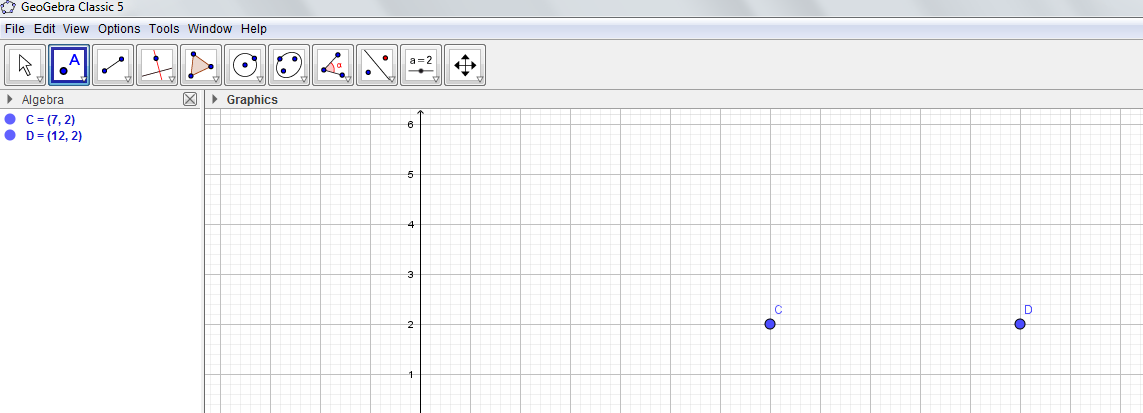 GeoGebra Classic 5
File Edit View Options Tools Window Help
A
α
a = 2
Algebra
Graphics
C = (7, 2)
D = (12, 2)
6
5
4
3
C D
2
1